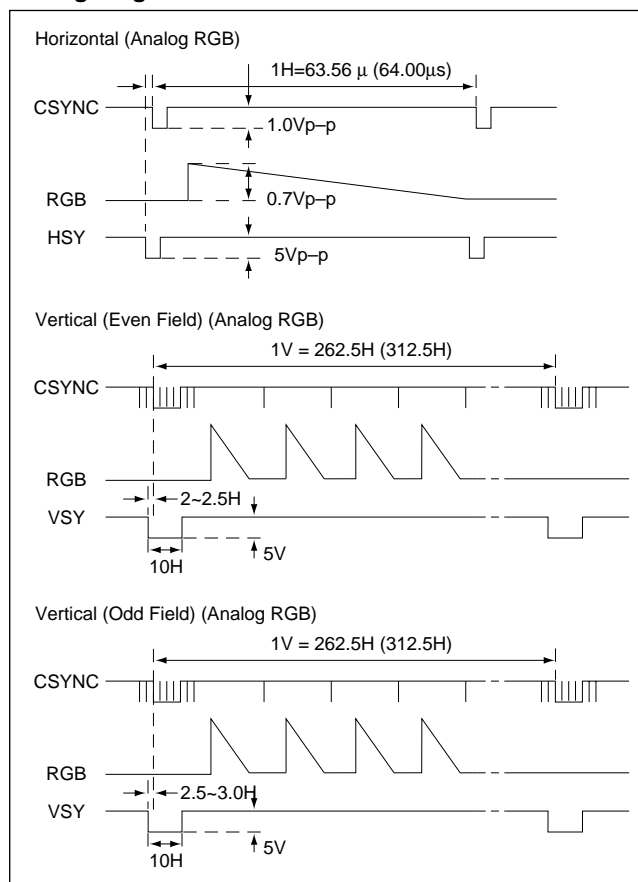 Horizontal (Analog RGB)
1H=63.56 μ (64.00μs)
CSYNC
1.0Vp–p
RGB
0.7Vp–p
HSY
5Vp–p
Vertical (Even Field) (Analog RGB)
1V = 262.5H (312.5H)
CSYNC
RGB
2~2.5H
VSY
5V
10H
Vertical (Odd Field) (Analog RGB)
1V = 262.5H (312.5H)
CSYNC
RGB
2.5~3.0H
VSY
5V
10H